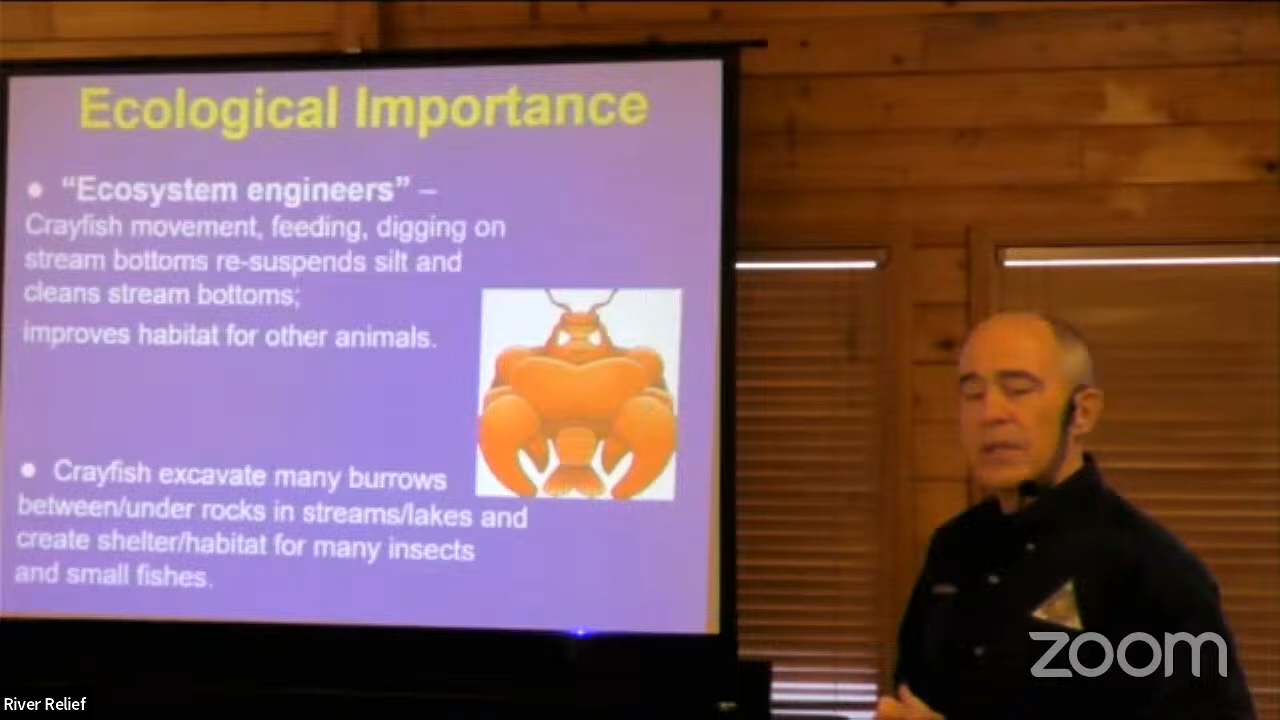 Ecological Importance
● “Ecosystem engineers” –
Crayfish movement, feeding, digging on
stream bottoms re-suspends silt and
cleans stream bottoms;
improves habitat for other animals.
● Crayfish excavate many burrows
between/under rocks in streams/lakes and
create shelter/habitat for many insects
and small fishes.
zoom
River Relief